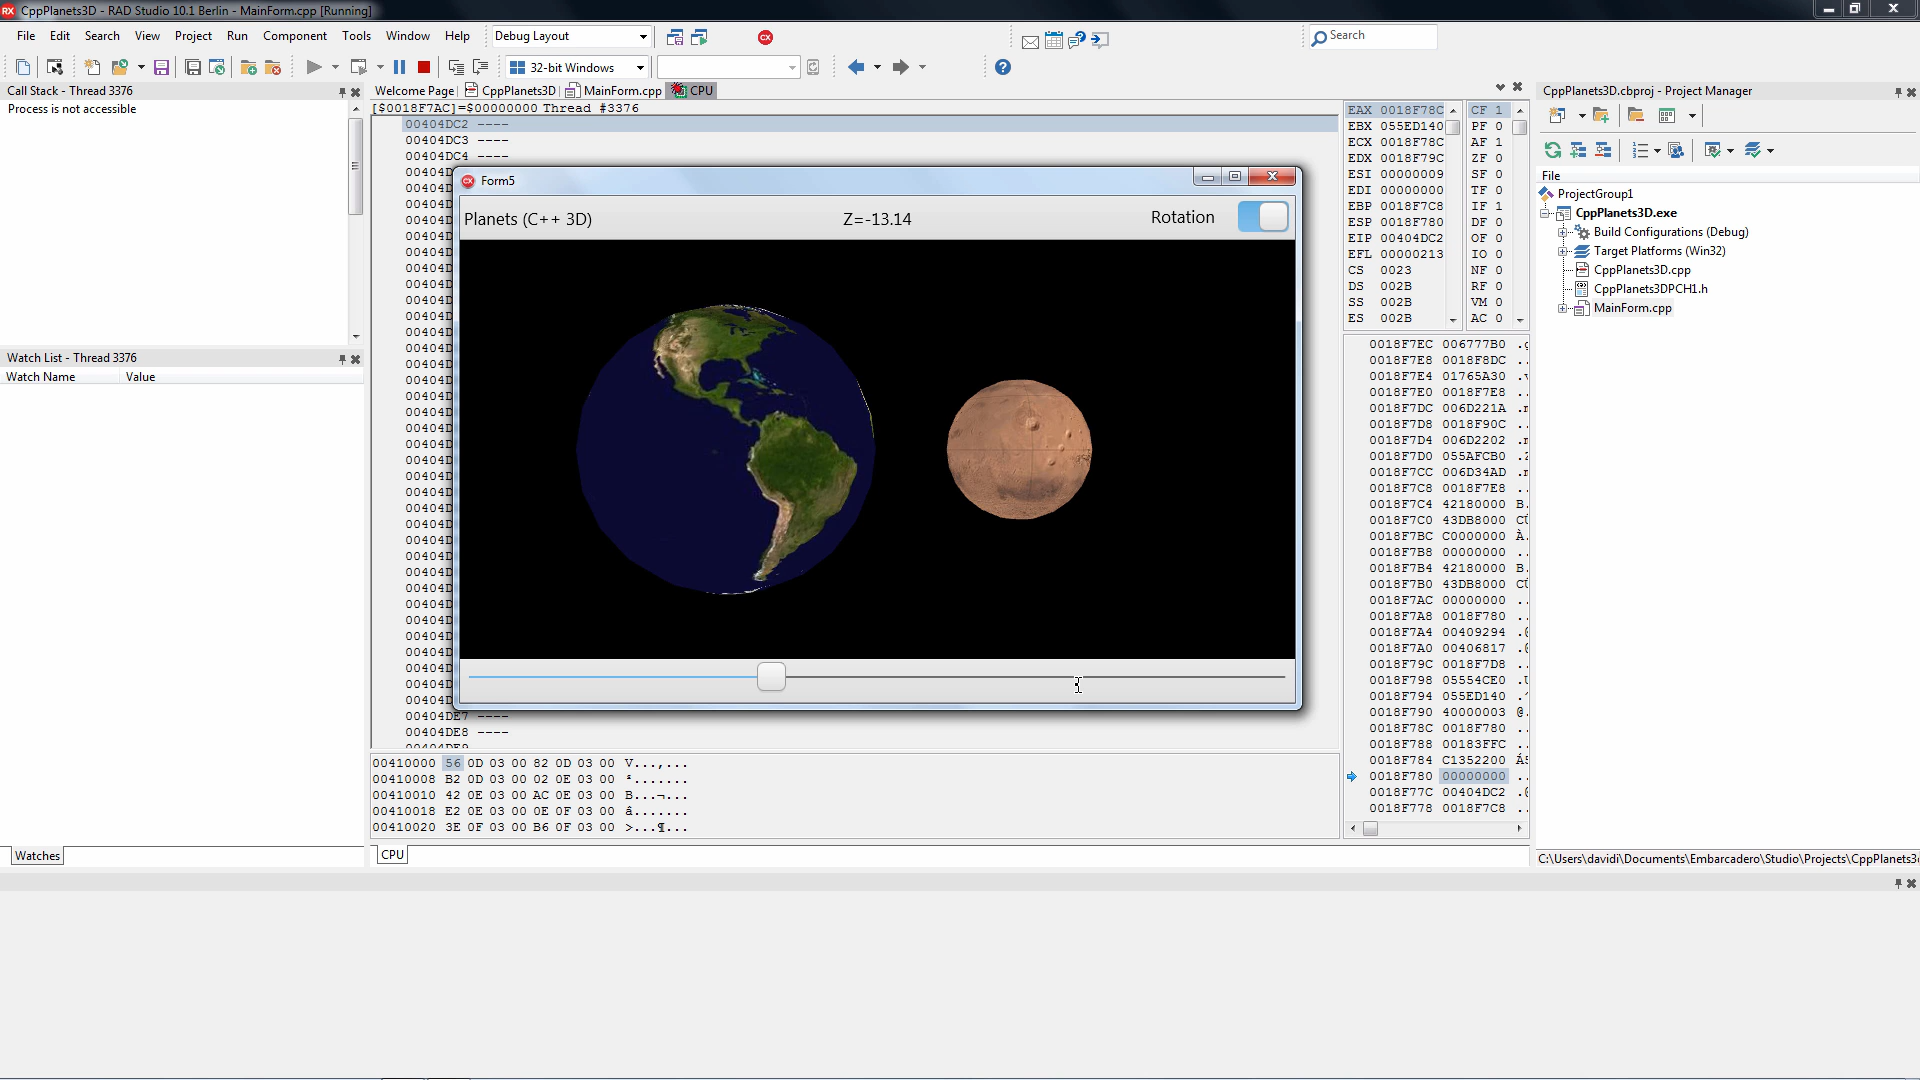 CppPlanets3D - RAD Studio 10.1 Berlin - MainForm.cpp [Running]
File Edit Search View Project Run Component Tools Window Help
Debug Layout
Search
32-bit Windows
Call Stack - Thread 3376
Process is not accessible
Watch List - Thread 3376
Watch Name Value
Watches
Welcome Page CppPlanets3D MainForm.cpp CPU
[$0018F7AC]=$00000000 Thread #3376
00404DC2 ----
00404DC3 ----
00404DC4 ----
Form5
Planets (C++ 3D) Z=-13.14 Rotation
00404DE7 ----
00404DE8 ----
00410000 56 0D 03 00 82 0D 03 00 V...‚...
00410008 B2 0D 03 00 02 0E 03 00 ².......
00410010 42 0E 03 00 AC 0E 03 00 B...¬...
00410018 E2 0E 03 00 0E 0F 03 00 â.......
00410020 3E 0F 03 00 B6 0F 03 00 >...¶...
CPU
EAX 0018F78C
EBX 055ED140
ECX 0018F78C
EDX 0018F79C
ESI 00000009
EDI 00000000
EBP 0018F7C8
ESP 0018F780
EIP 00404DC2
EFL 00000213
CS 0023
DS 002B
SS 002B
ES 002B
CF 1
PF 0
AF 1
ZF 0
SF 0
TF 0
IF 1
DF 0
OF 0
IO 0
NF 0
RF 0
VM 0
AC 0
0018F7EC 006777B0
0018F7E8 0018F8DC
0018F7E4 01765A30
0018F7E0 0018F7E8
0018F7DC 006D221A
0018F7D8 0018F90C
0018F7D4 006D2202
0018F7D0 055AFCB0
0018F7CC 006D34AD
0018F7C8 0018F7E8
0018F7C4 42180000 B.
0018F7C0 43DB8000
0018F7BC C0000000 À.
0018F7B8 00000000 ..
0018F7B4 42180000 B.
0018F7B0 43DB8000
0018F7AC 00000000 ..
0018F7A8 0018F780 ..
0018F7A4 00409294
0018F7A0 00406817
0018F79C 0018F7D8 ..
0018F798 05554CE0
0018F794 055ED140
0018F790 40000003 @.
0018F78C 0018F780 ..
0018F788 00183FFC ..
0018F784 C1352200
0018F780 00000000 ..
0018F77C 00404DC2
0018F778 0018F7C8 ..
CppPlanets3D.cbproj - Project Manager
File
ProjectGroup1
CppPlanets3D.exe
Build Configurations (Debug)
Target Platforms (Win32)
CppPlanets3D.cpp
CppPlanets3DPCH1.h
MainForm.cpp
C:\Users\davidi\Documents\Embarcadero\Studio\Projects\CppPlanets3